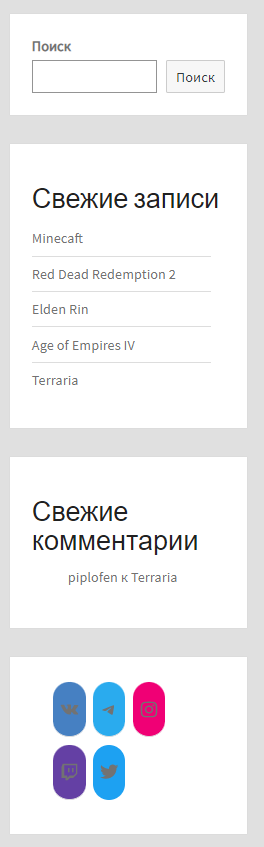 Поиск
Поиск
Свежие записи
Minecaft
Red Dead Redemption 2
Elden Rin
Age of Empires IV
Terraria
Свежие
комментарии
piplofen к Terraria